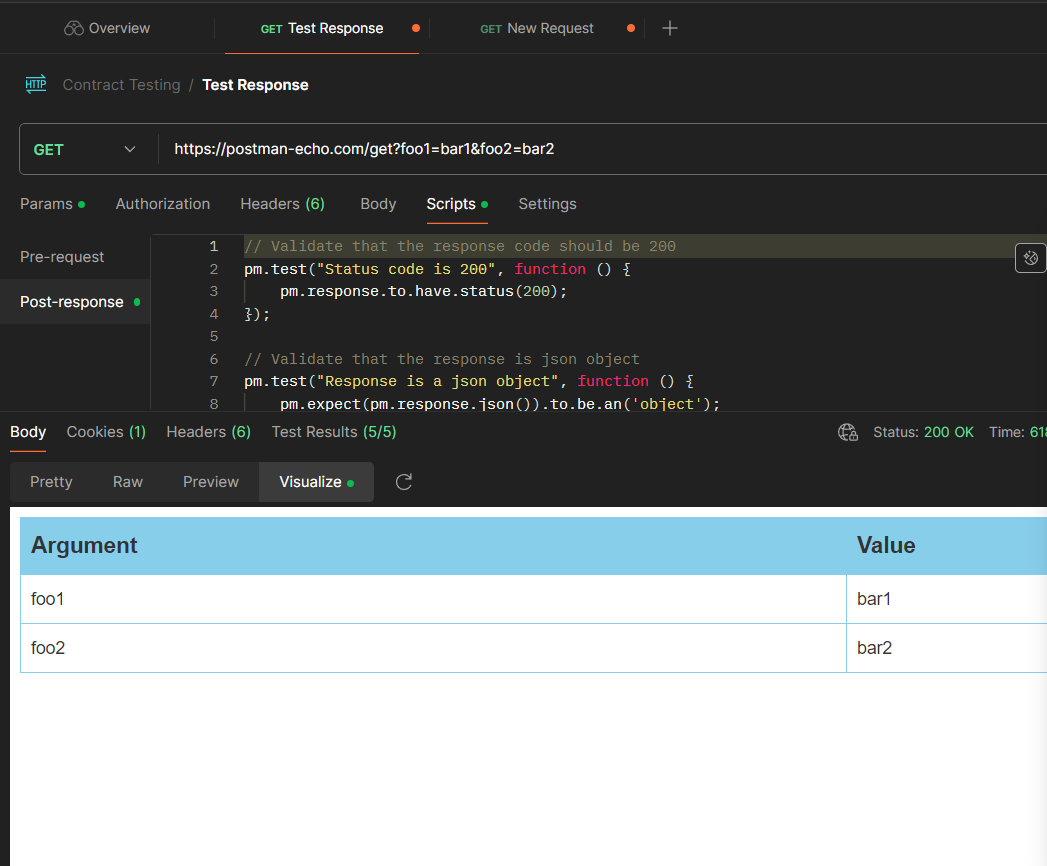 Overview GET Test Response GET New Request
HTTP Contract Testing / Test Response
GET https://postman-echo.com/get?foo1=bar1&foo2=bar2
Params Authorization Headers (6) Body Scripts Settings
Pre-request
Post-response
1 // Validate that the response code should be 200
2 pm.test("Status code is 200", function () {
3 pm.response.to.have.status(200);
4 });
5
6 // Validate that the response is json object
7 pm.test("Response is a json object", function () {
8 pm.expect(pm.response.json()).to.be.an('object');
Body Cookies (1) Headers (6) Test Results (5/5) Status: 200 OK Time:
Pretty Raw Preview Visualize
Argument Value
foo1 bar1
foo2 bar2